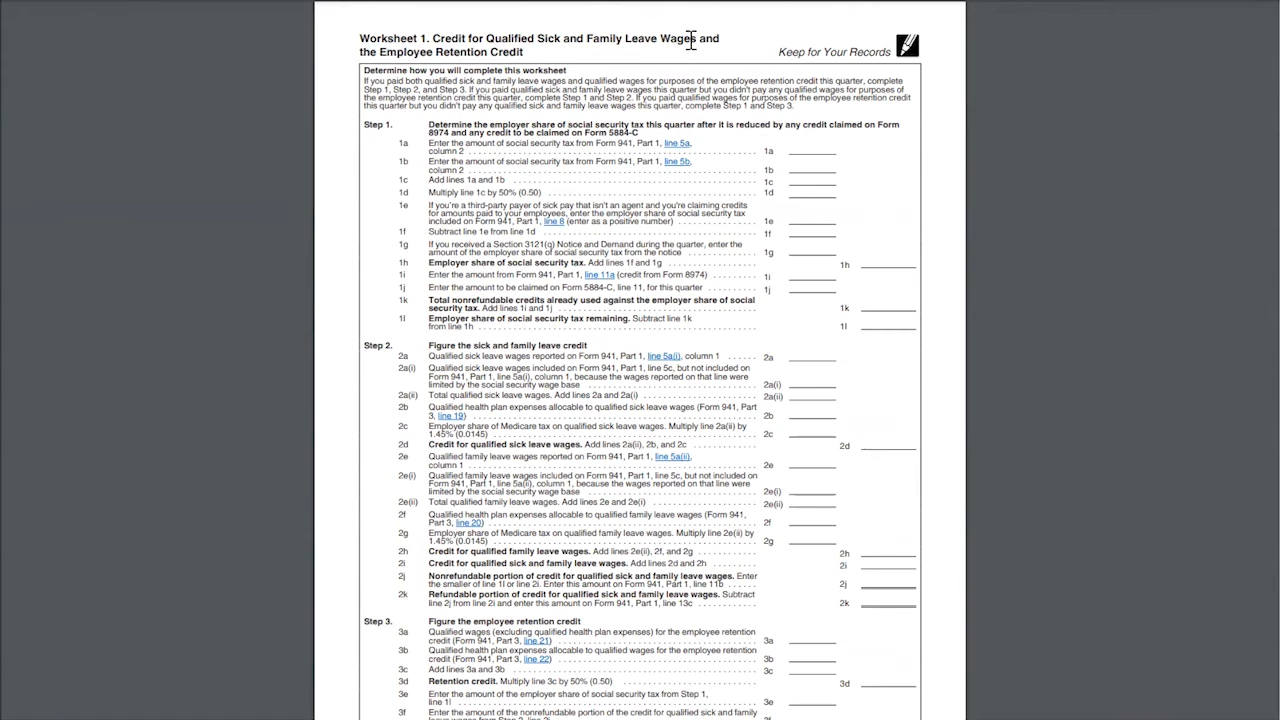 Worksheet 1. Credit for Qualified Sick and Family Leave Wages and
the Employee Retention Credit
Keep for Your Records
Determine how you will complete this worksheet
If you paid both qualified sick and family leave wages and qualified wages for purposes of the employee retention credit this quarter, complete
Step 1, Step 2, and Step 3. If you paid qualified sick and family leave wages this quarter but you didn't pay any qualified wages for purposes of
the employee retention credit this quarter, complete Step 1 and Step 2. If you paid qualified wages for purposes of the employee retention credit
this quarter but you didn't pay any qualified sick and family leave wages this quarter, complete Step 1 and Step 3.
Step 1. Determine the employer share of social security tax this quarter after it is reduced by any credit claimed on Form
8974 and any credit to be claimed on Form 5884-C
1a Enter the amount of social security tax from Form 941, Part 1, line 5a,
column 2 1a
1b Enter the amount of social security tax from Form 941, Part 1, line 5b,
column 2 1b
1c Add lines 1a and 1b 1c
1d Multiply line 1c by 50% (0.50) 1d
1e If you're a third-party payer of sick pay that isn't an agent and you're claiming credits
for amounts paid to your employees, enter the employer share of social security tax
included on Form 941, Part 1, line 8 (enter as a positive number) 1e
1f Subtract line 1e from line 1d 1f
1g If you received a Section 3121(q) Notice and Demand during the quarter, enter the
amount of the employer share of social security tax from the notice 1g
1h Employer share of social security tax. Add lines 1f and 1g 1h
1i Enter the amount from Form 941, Part 1, line 11a (credit from Form 8974) 1i
1j Enter the amount to be claimed on Form 5884-C, line 11, for this quarter 1j
1k Total nonrefundable credits already used against the employer share of social
security tax. Add lines 1i and 1j 1k
1l Employer share of social security tax remaining. Subtract line 1k
from line 1h 1l
Step 2. Figure the sick and family leave credit
2a Qualified sick leave wages reported on Form 941, Part 1, line 5a(i), column 1 2a
2a(i) Qualified sick leave wages included on Form 941, Part 1, line 5c, but not included on
Form 941, Part 1, line 5a(i), column 1, because the wages reported on that line were
limited by the social security wage base 2a(i)
2a(ii) Total qualified sick leave wages. Add lines 2a and 2a(i) 2a(ii)
2b Qualified health plan expenses allocable to qualified sick leave wages (Form 941, Part
3, line 19) 2b
2c Employer share of Medicare tax on qualified sick leave wages. Multiply line 2a(ii) by
1.45% (0.0145) 2c
2d Credit for qualified sick leave wages. Add lines 2a(ii), 2b, and 2c 2d
2e Qualified family leave wages reported on Form 941, Part 1, line 5a(ii),
column 1 2e
2e(i) Qualified family leave wages included on Form 941, Part 1, line 5c, but not included on
Form 941, Part 1, line 5a(ii), column 1, because the wages reported on that line were
limited by the social security wage base 2e(i)
2e(ii) Total qualified family leave wages. Add lines 2e and 2e(i) 2e(ii)
2f Qualified health plan expenses allocable to qualified family leave wages (Form 941,
Part 3, line 20) 2f
2g Employer share of Medicare tax on qualified family leave wages. Multiply line 2e(ii) by
1.45% (0.0145) 2g
2h Credit for qualified family leave wages. Add lines 2e(ii), 2f, and 2g 2h
2i Credit for qualified sick and family leave wages. Add lines 2d and 2h 2i
2j Nonrefundable portion of credit for qualified sick and family leave wages. Enter
the smaller of line 1l or line 2i. Enter this amount on Form 941, Part 1, line 11b 2j
2k Refundable portion of credit for qualified sick and family leave wages. Subtract
line 2j from line 2i and enter this amount on Form 941, Part 1, line 13c 2k
Step 3. Figure the employee retention credit
3a Qualified wages (excluding qualified health plan expenses) for the employee retention
credit (Form 941, Part 3, line 21) 3a
3b Qualified health plan expenses allocable to qualified wages for the employee retention
credit (Form 941, Part 3, line 22) 3b
3c Add lines 3a and 3b 3c
3d Retention credit. Multiply line 3c by 50% (0.50) 3d
3e Enter the amount of the employer share of social security tax from Step 1,
line 1l 3e
3f Enter the amount of the nonrefundable portion of the credit for qualified sick and family